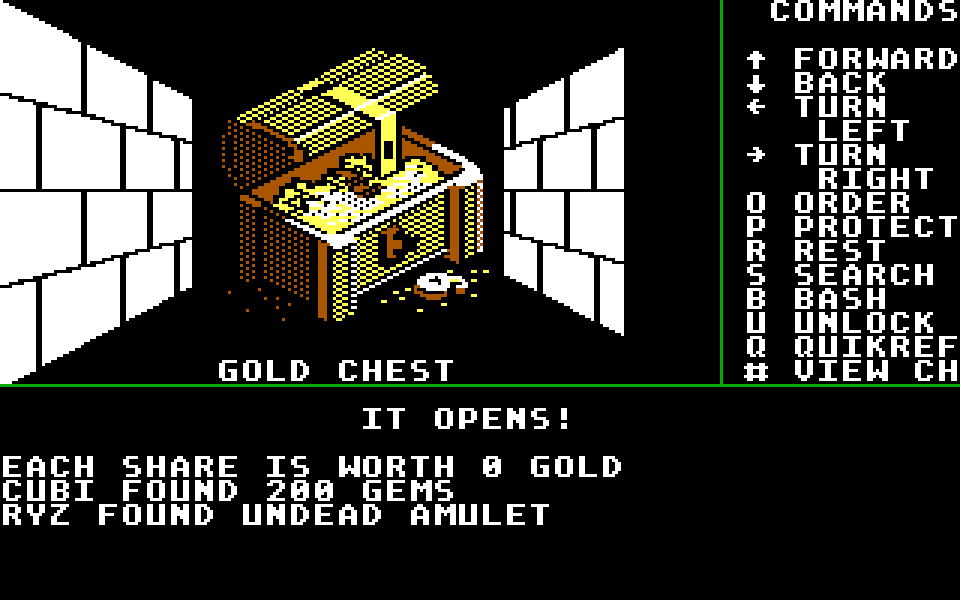 COMMANDS
↑ FORWARD
↓ BACK
← TURN
LEFT
→ TURN
RIGHT
O ORDER
P PROTECT
R REST
S SEARCH
B BASH
U UNLOCK
Q QUIKREF
# VIEW CH
GOLD CHEST
IT OPENS!
EACH SHARE IS WORTH 0 GOLD
CUBI FOUND 200 GEMS
RYZ FOUND UNDEAD AMULET